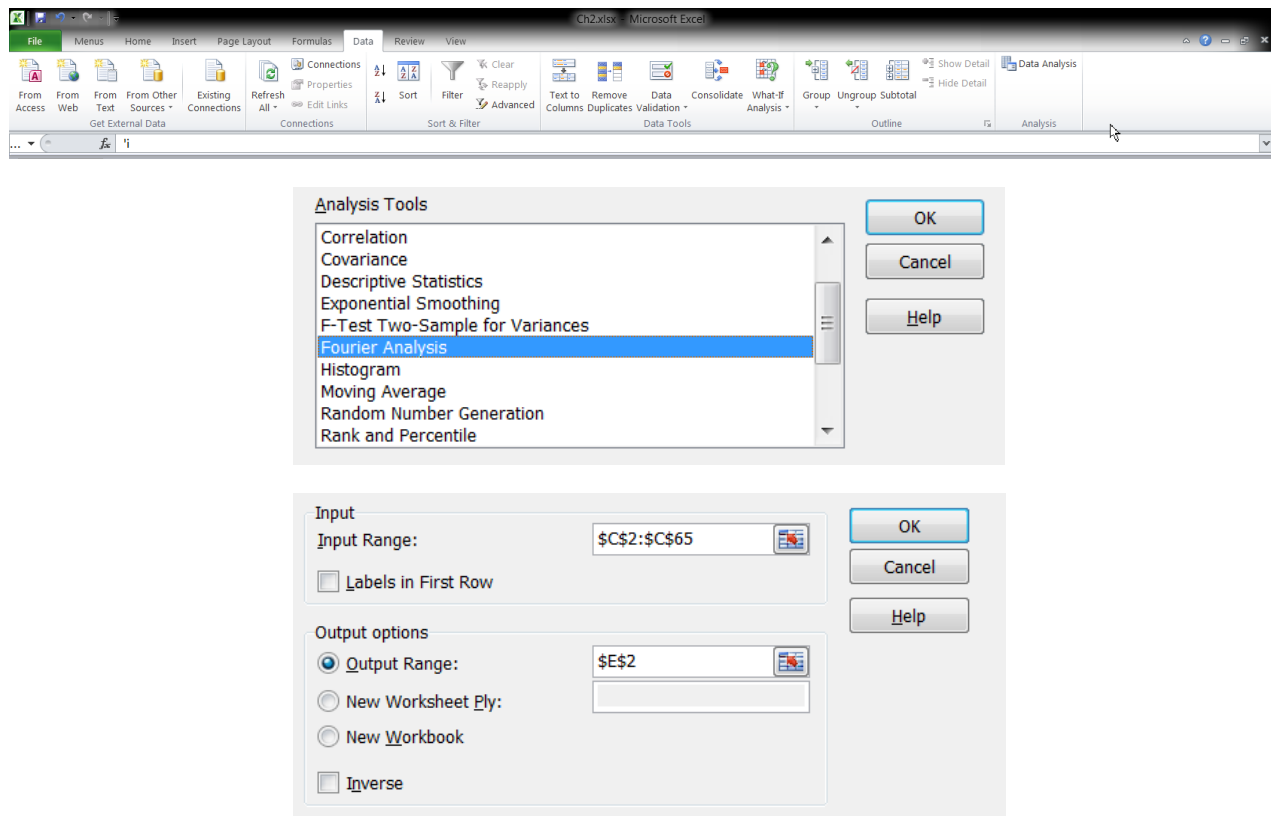 Ch2.xlsx - Microsoft Excel
File Menus Home Insert Page Layout Formulas Data Review View
From Access From Web From Text From Other Sources Existing Connections
Get External Data
Refresh All Connections Properties Edit Links
Connections
Sort Filter Clear Reapply Advanced
Sort & Filter
Text to Columns Remove Duplicates Data Validation Consolidate What-If Analysis
Data Tools
Group Ungroup Subtotal Show Detail Hide Detail
Outline
Data Analysis
Analysis
... fx 'i
Analysis Tools
OK
Correlation
Covariance
Cancel
Descriptive Statistics
Exponential Smoothing
Help
F-Test Two-Sample for Variances
Fourier Analysis
Histogram
Moving Average
Random Number Generation
Rank and Percentile
Input
Input Range: $C$2:$C$65
OK
Labels in First Row
Cancel
Help
Output options
Output Range: $E$2
New Worksheet Ply:
New Workbook
Inverse